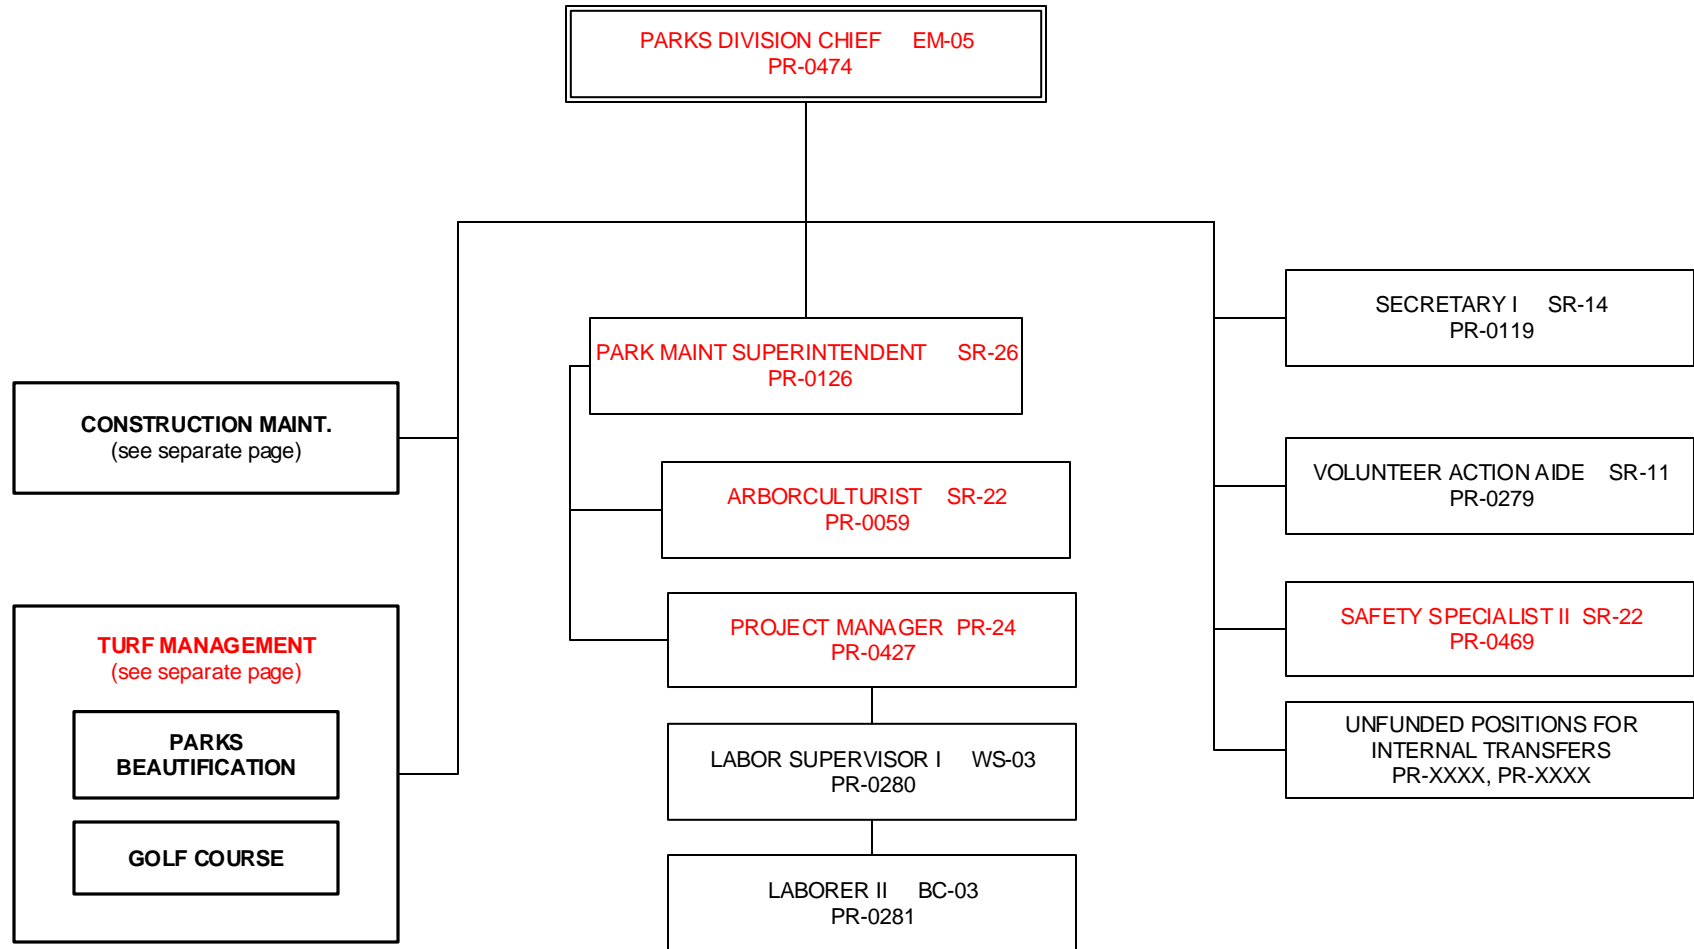 PARKS DIVISION CHIEF EM-05
PR-0474
PARK MAINT SUPERINTENDENT SR-26
PR-0126
ARBORCULTURIST SR-22
PR-0059
PROJECT MANAGER PR-24
PR-0427
LABOR SUPERVISOR I WS-03
PR-0280
LABORER II BC-03
PR-0281
CONSTRUCTION MAINT.
(see separate page)
TURF MANAGEMENT
(see separate page)
PARKS
BEAUTIFICATION
GOLF COURSE
SECRETARY I SR-14
PR-0119
VOLUNTEER ACTION AIDE SR-11
PR-0279
SAFETY SPECIALIST II SR-22
PR-0469
UNFUNDED POSITIONS FOR
INTERNAL TRANSFERS
PR-XXXX, PR-XXXX